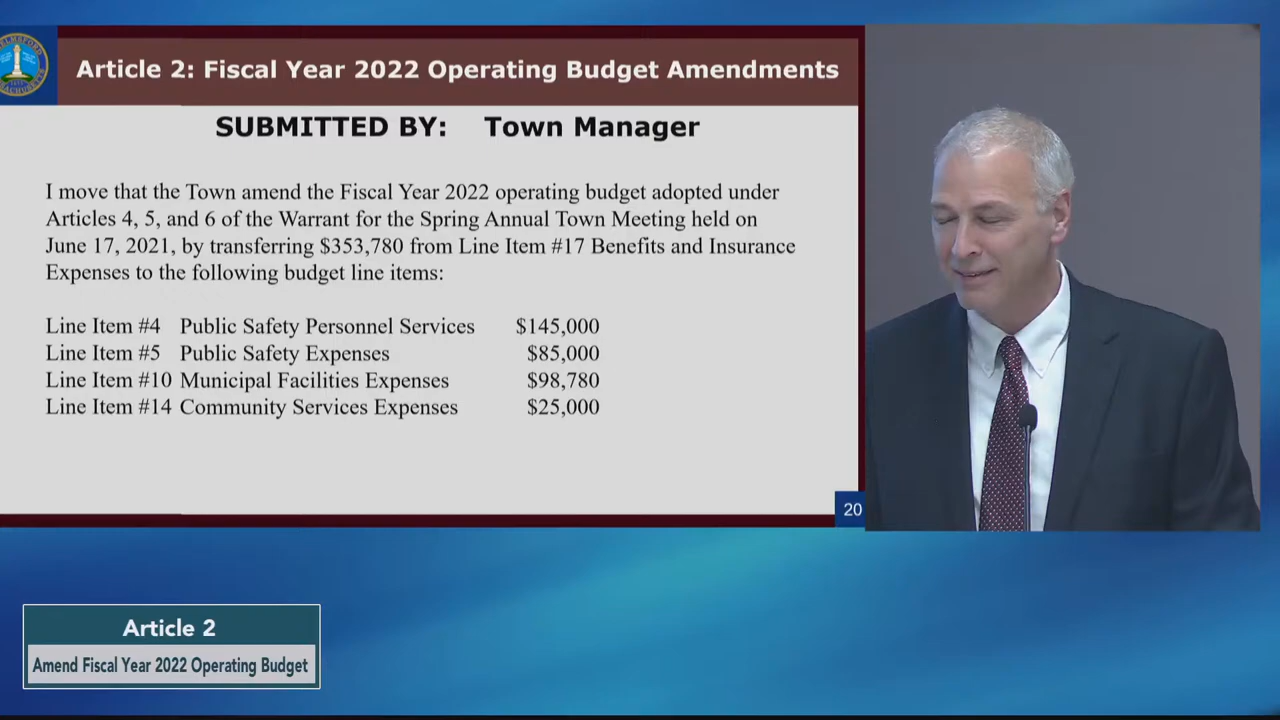 Article 2: Fiscal Year 2022 Operating Budget Amendments
SUBMITTED BY: Town Manager
I move that the Town amend the Fiscal Year 2022 operating budget adopted under
Articles 4, 5, and 6 of the Warrant for the Spring Annual Town Meeting held on
June 17, 2021, by transferring $353,780 from Line Item #17 Benefits and Insurance
Expenses to the following budget line items:
Line Item #4 Public Safety Personnel Services $145,000
Line Item #5 Public Safety Expenses $85,000
Line Item #10 Municipal Facilities Expenses $98,780
Line Item #14 Community Services Expenses $25,000
20
Article 2
Amend Fiscal Year 2022 Operating Budget